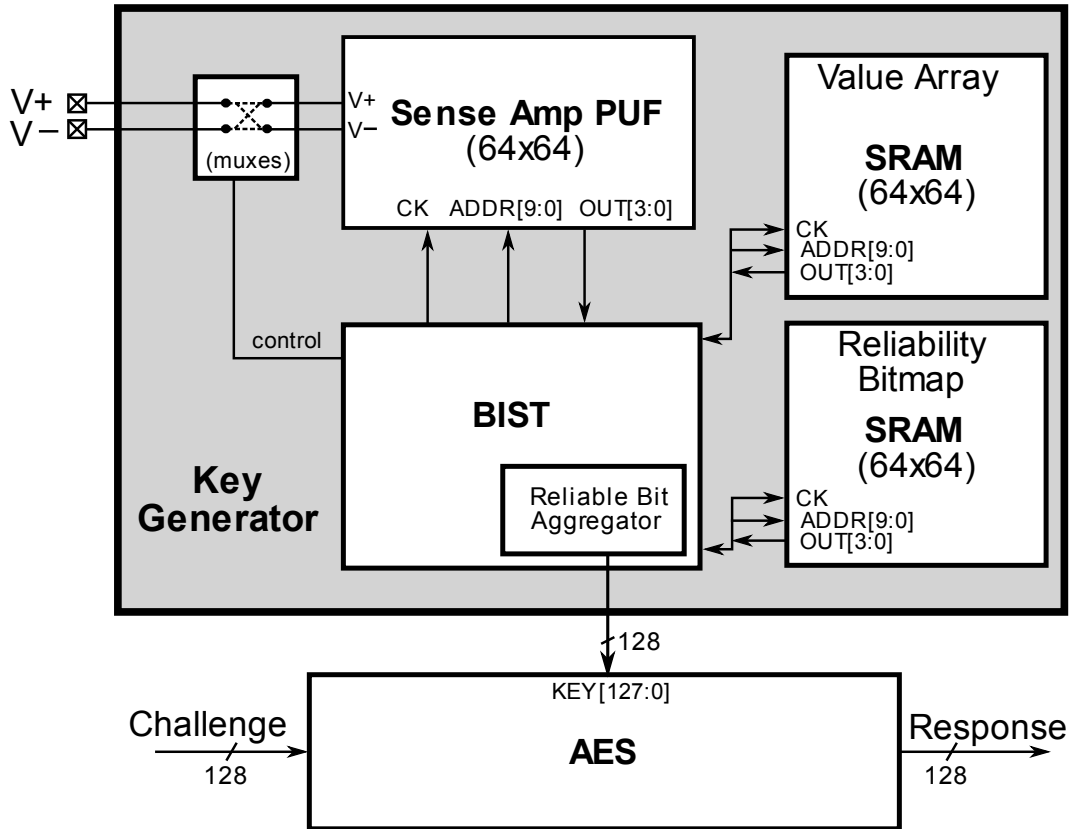 V+
V−
(muxes)
V+
V−
Sense Amp PUF
(64x64)
CK ADDR[9:0] OUT[3:0]
Value Array
SRAM
(64x64)
CK
ADDR[9:0]
OUT[3:0]
control
BIST
Reliable Bit
Aggregator
Reliability
Bitmap
SRAM
(64x64)
CK
ADDR[9:0]
OUT[3:0]
Key
Generator
128
KEY[127:0]
Challenge
128
AES
Response
128